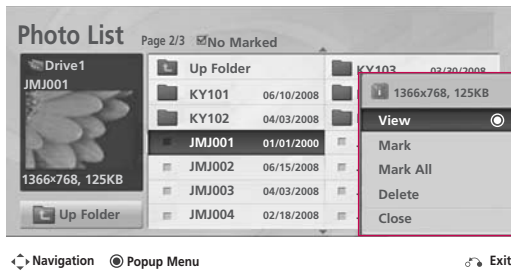 Photo List Page 2/3 No Marked
Drive1
JMJ001
1366x768, 125KB
Up Folder
Up Folder
KY101 06/10/2008
KY102 04/03/2008
JMJ001 01/01/2000
JMJ002 06/15/2008
JMJ003 04/03/2008
JMJ004 02/18/2008
KY103 03/30/2008
1366x768, 125KB
View
Mark
Mark All
Delete
Close
Navigation Popup Menu Exit